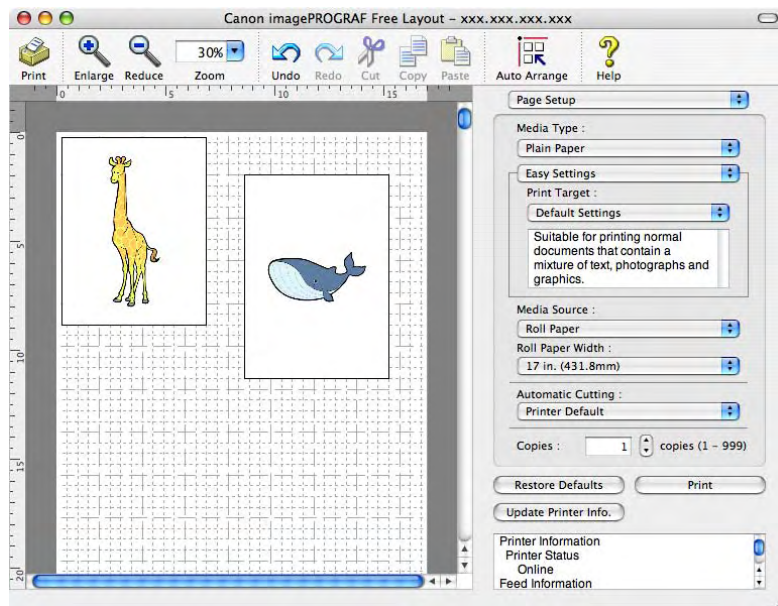 Canon imagePROGRAF Free Layout – xxx.xxx.xxx.xxx
30%
Print Enlarge Reduce Zoom Undo Redo Cut Copy Paste Auto Arrange Help
0 5 10 15
0
5
10
15
20
Page Setup
Media Type :
Plain Paper
Easy Settings
Print Target :
Default Settings
Suitable for printing normal
documents that contain a
mixture of text, photographs and
graphics.
Media Source :
Roll Paper
Roll Paper Width :
17 in. (431.8mm)
Automatic Cutting :
Printer Default
Copies : 1 copies (1 – 999)
Restore Defaults Print
Update Printer Info.
Printer Information
Printer Status
Online
Feed Information